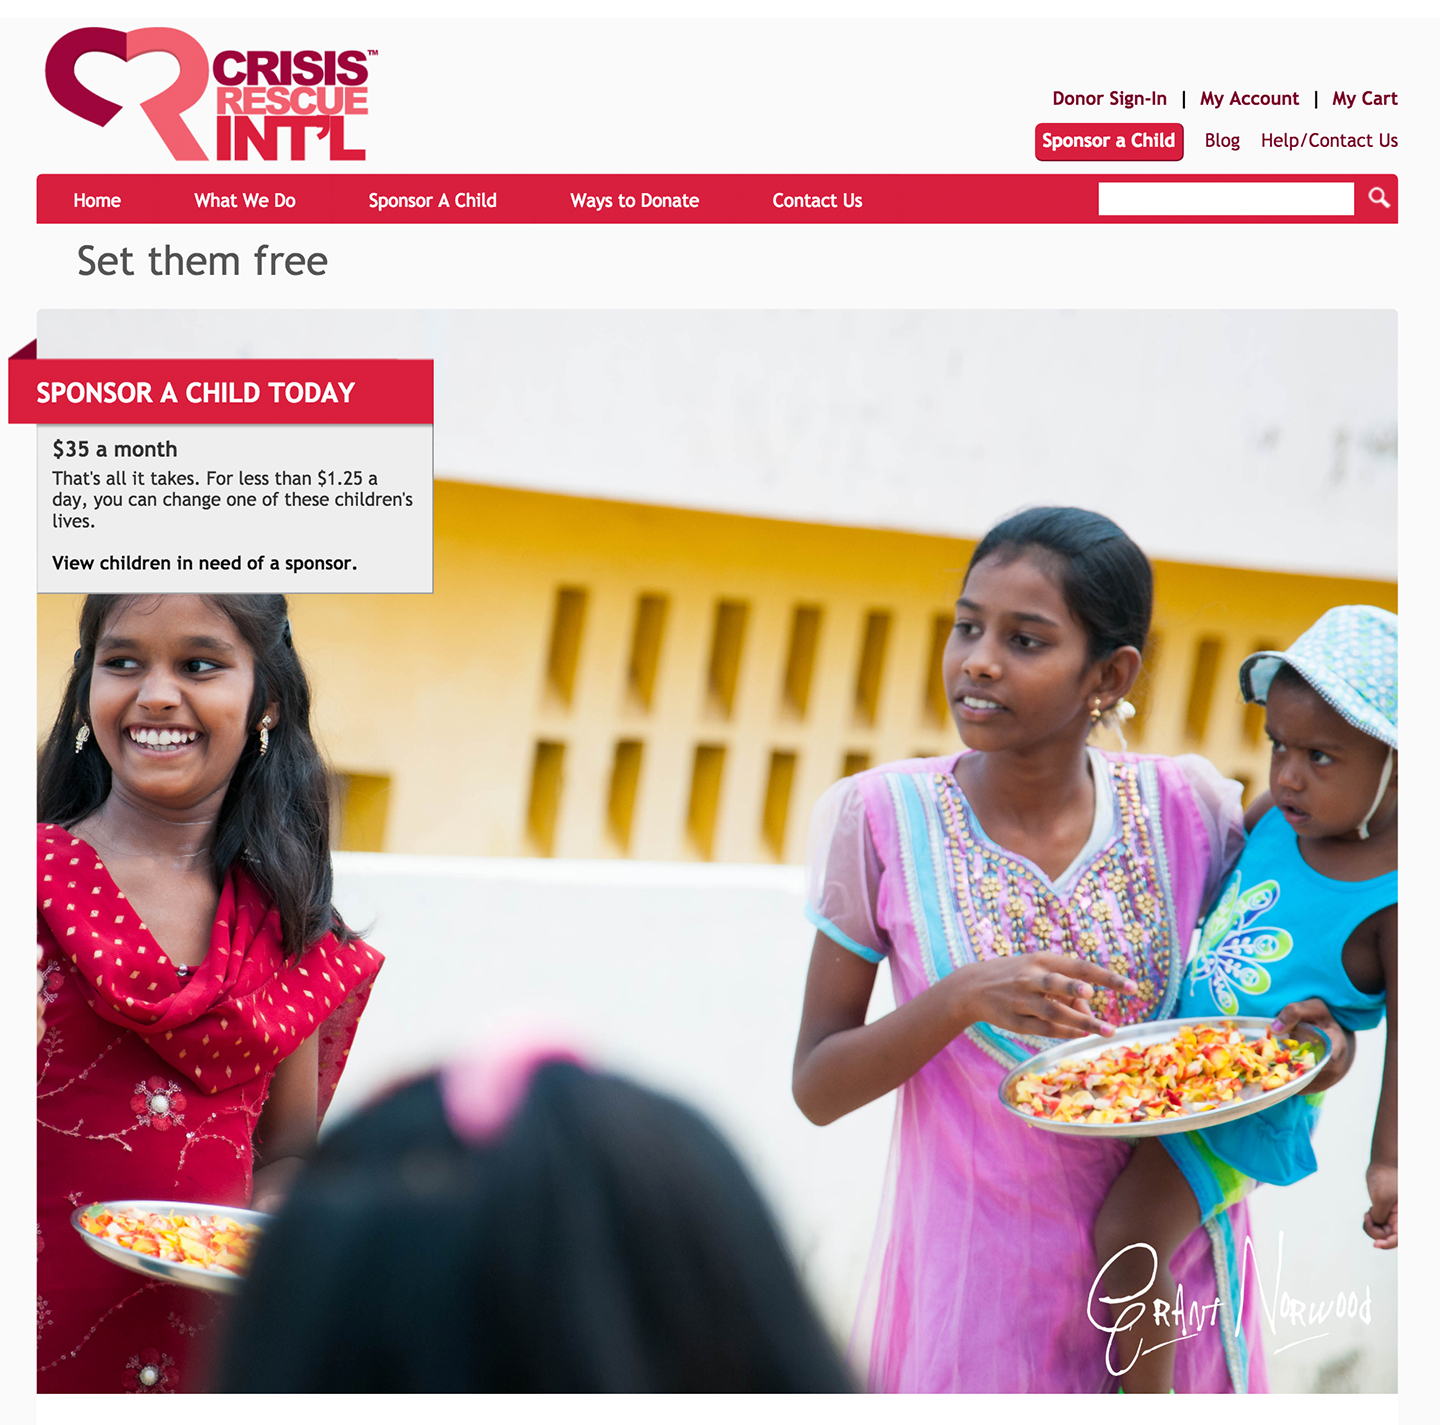 CRISIS™
RESCUE
INT'L
Donor Sign-In | My Account | My Cart
Sponsor a Child Blog Help/Contact Us
Home What We Do Sponsor A Child Ways to Donate Contact Us
Set them free
SPONSOR A CHILD TODAY
$35 a month
That's all it takes. For less than $1.25 a
day, you can change one of these children's
lives.
View children in need of a sponsor.
GRANT NORWOOD